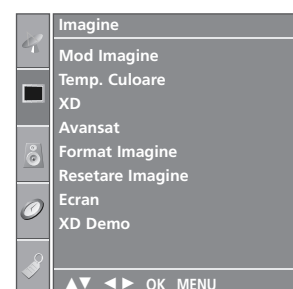 Imagine
Mod Imagine
Temp. Culoare
XD
Avansat
Format Imagine
Resetare Imagine
Ecran
XD Demo
▲▼ ◄► OK MENU